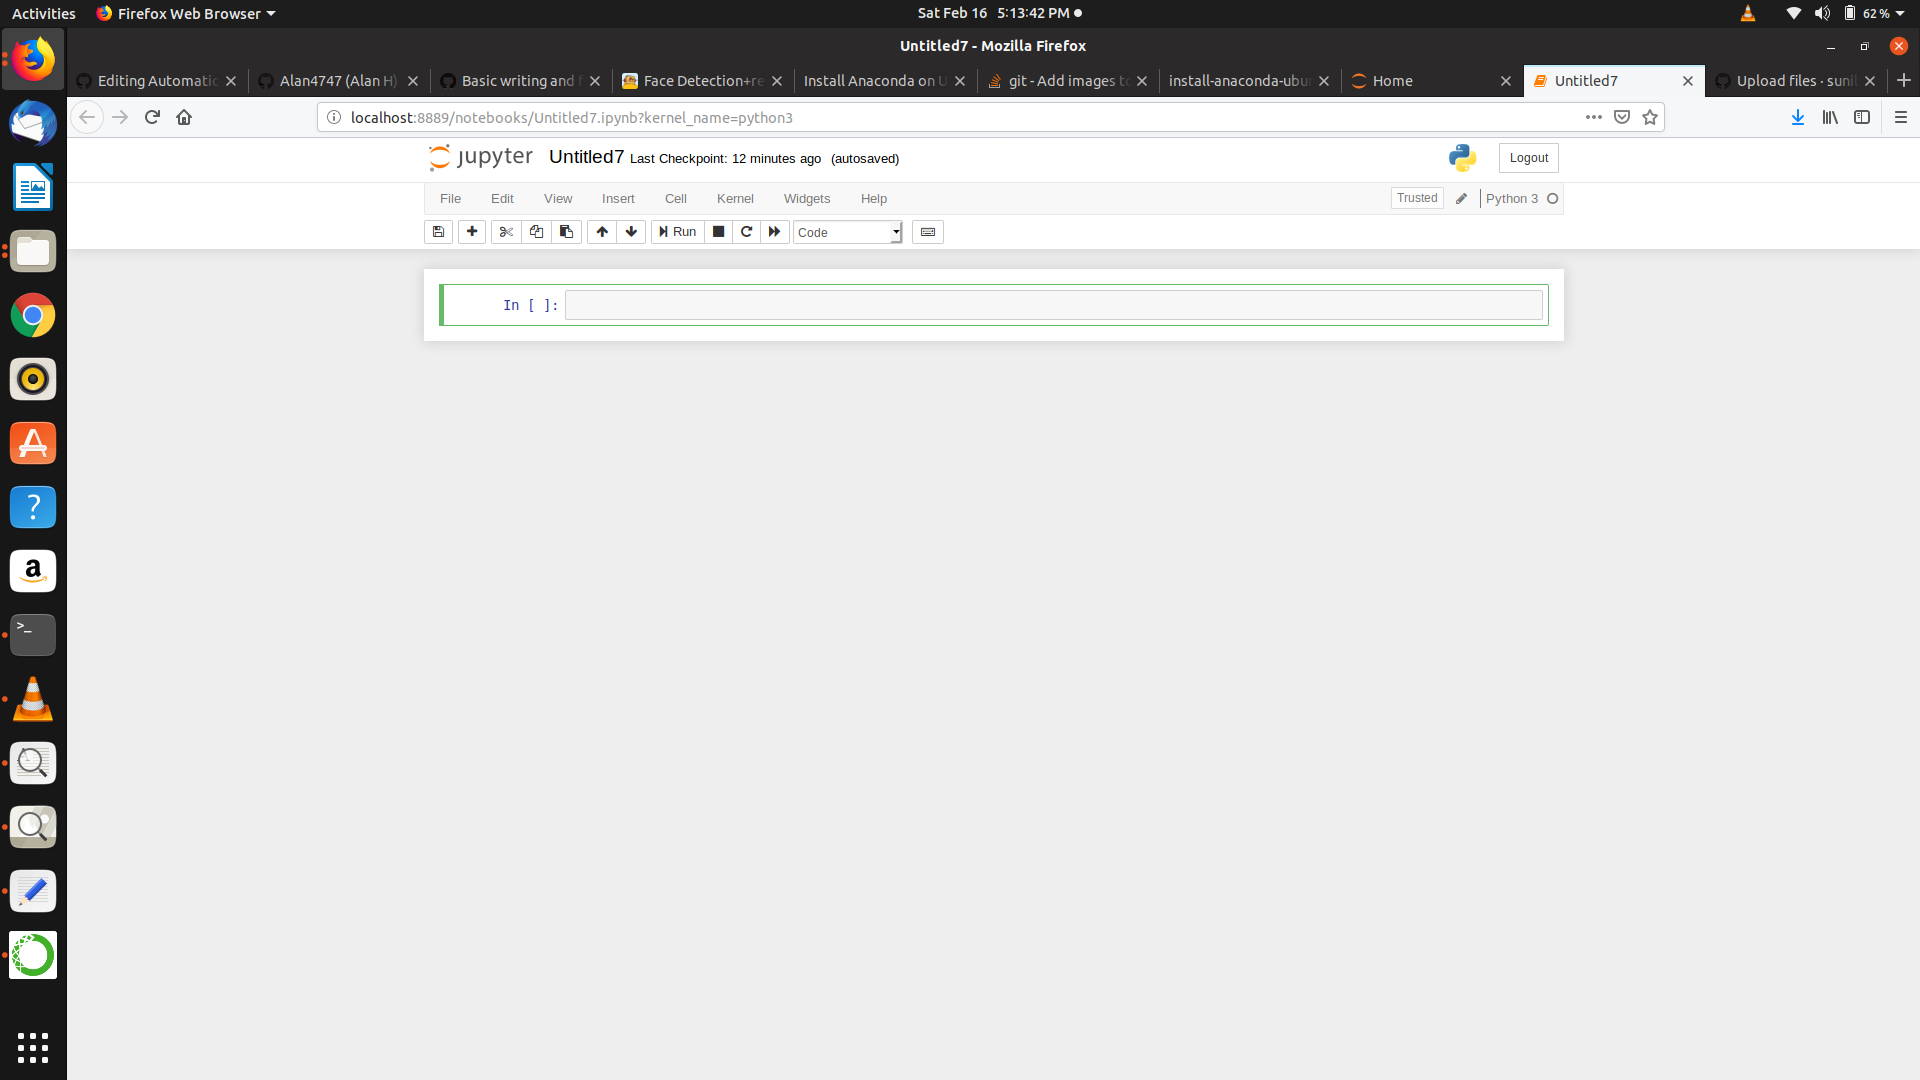 Activities Firefox Web Browser Sat Feb 16 5:13:42 PM 62 %
Untitled7 - Mozilla Firefox
Editing Automatic Alan4747 (Alan H) Basic writing and f Face Detection+re Install Anaconda on U git - Add images to install-anaconda-ubun Home Untitled7 Upload files · sunil
localhost:8889/notebooks/Untitled7.ipynb?kernel_name=python3
jupyter Untitled7 Last Checkpoint: 12 minutes ago (autosaved) Logout
File Edit View Insert Cell Kernel Widgets Help Trusted Python 3
Run Code
In [ ]: